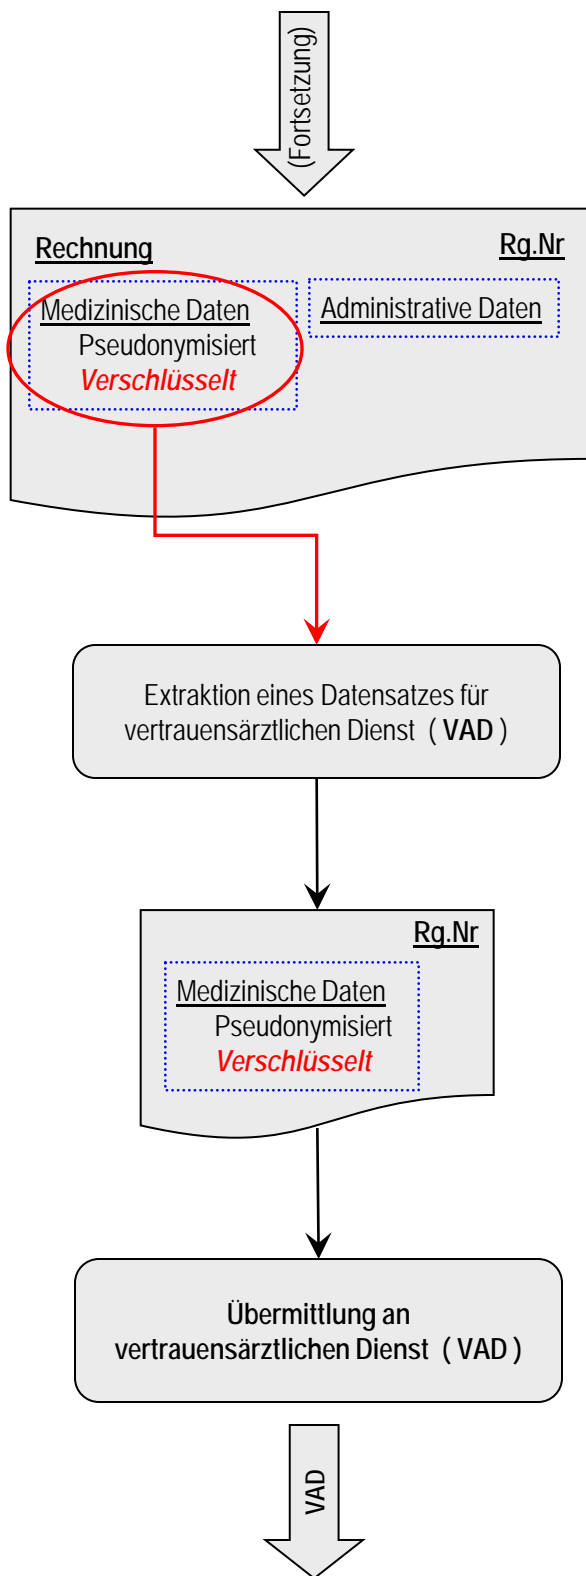 (Fortsetzung)
Rechnung
Rg.Nr
Medizinische Daten
Pseudonymisiert
Verschlüsselt
Administrative Daten
Extraktion eines Datensatzes für
vertrauensärztlichen Dienst ( VAD )
Rg.Nr
Medizinische Daten
Pseudonymisiert
Verschlüsselt
Übermittlung an
vertrauensärztlichen Dienst ( VAD )
VAD